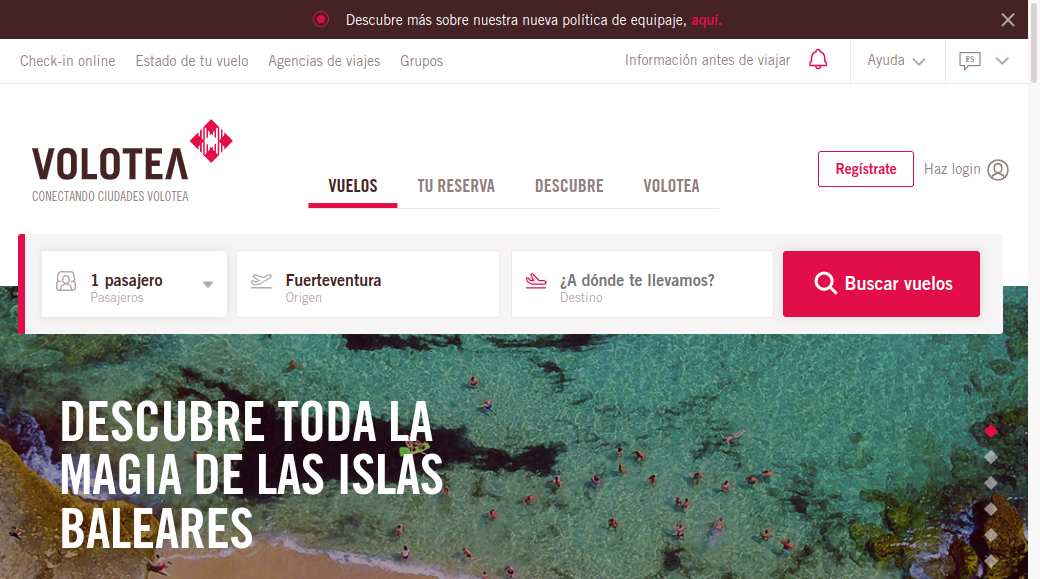 Descubre más sobre nuestra nueva política de equipaje, aquí.
Check-in online Estado de tu vuelo Agencias de viajes Grupos Información antes de viajar Ayuda ES
VOLOTEA
CONECTANDO CIUDADES VOLOTEA
VUELOS TU RESERVA DESCUBRE VOLOTEA
Regístrate Haz login
1 pasajero
Pasajeros
Fuerteventura
Origen
¿A dónde te llevamos?
Destino
Buscar vuelos
DESCUBRE TODA LA
MAGIA DE LAS ISLAS
BALEARES